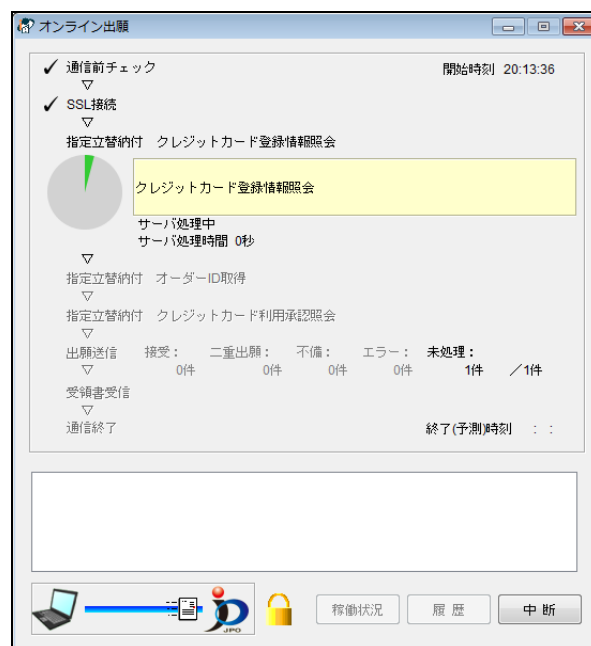 オンライン出願
通信前チェック 開始時刻 20:13:36
▽
SSL接続
▽
指定立替納付 クレジットカード登録情報照会
クレジットカード登録情報照会
サーバ処理中
サーバ処理時間 0秒
▽
指定立替納付 オーダーID取得
▽
指定立替納付 クレジットカード利用承認照会
▽
出願送信 接受： 二重出願： 不備： エラー： 未処理：
▽ 0件 0件 0件 0件 1件 ／1件
受領書受信
▽
通信終了 終了(予測)時刻 : :
JPO
稼働状況 履歴 中断